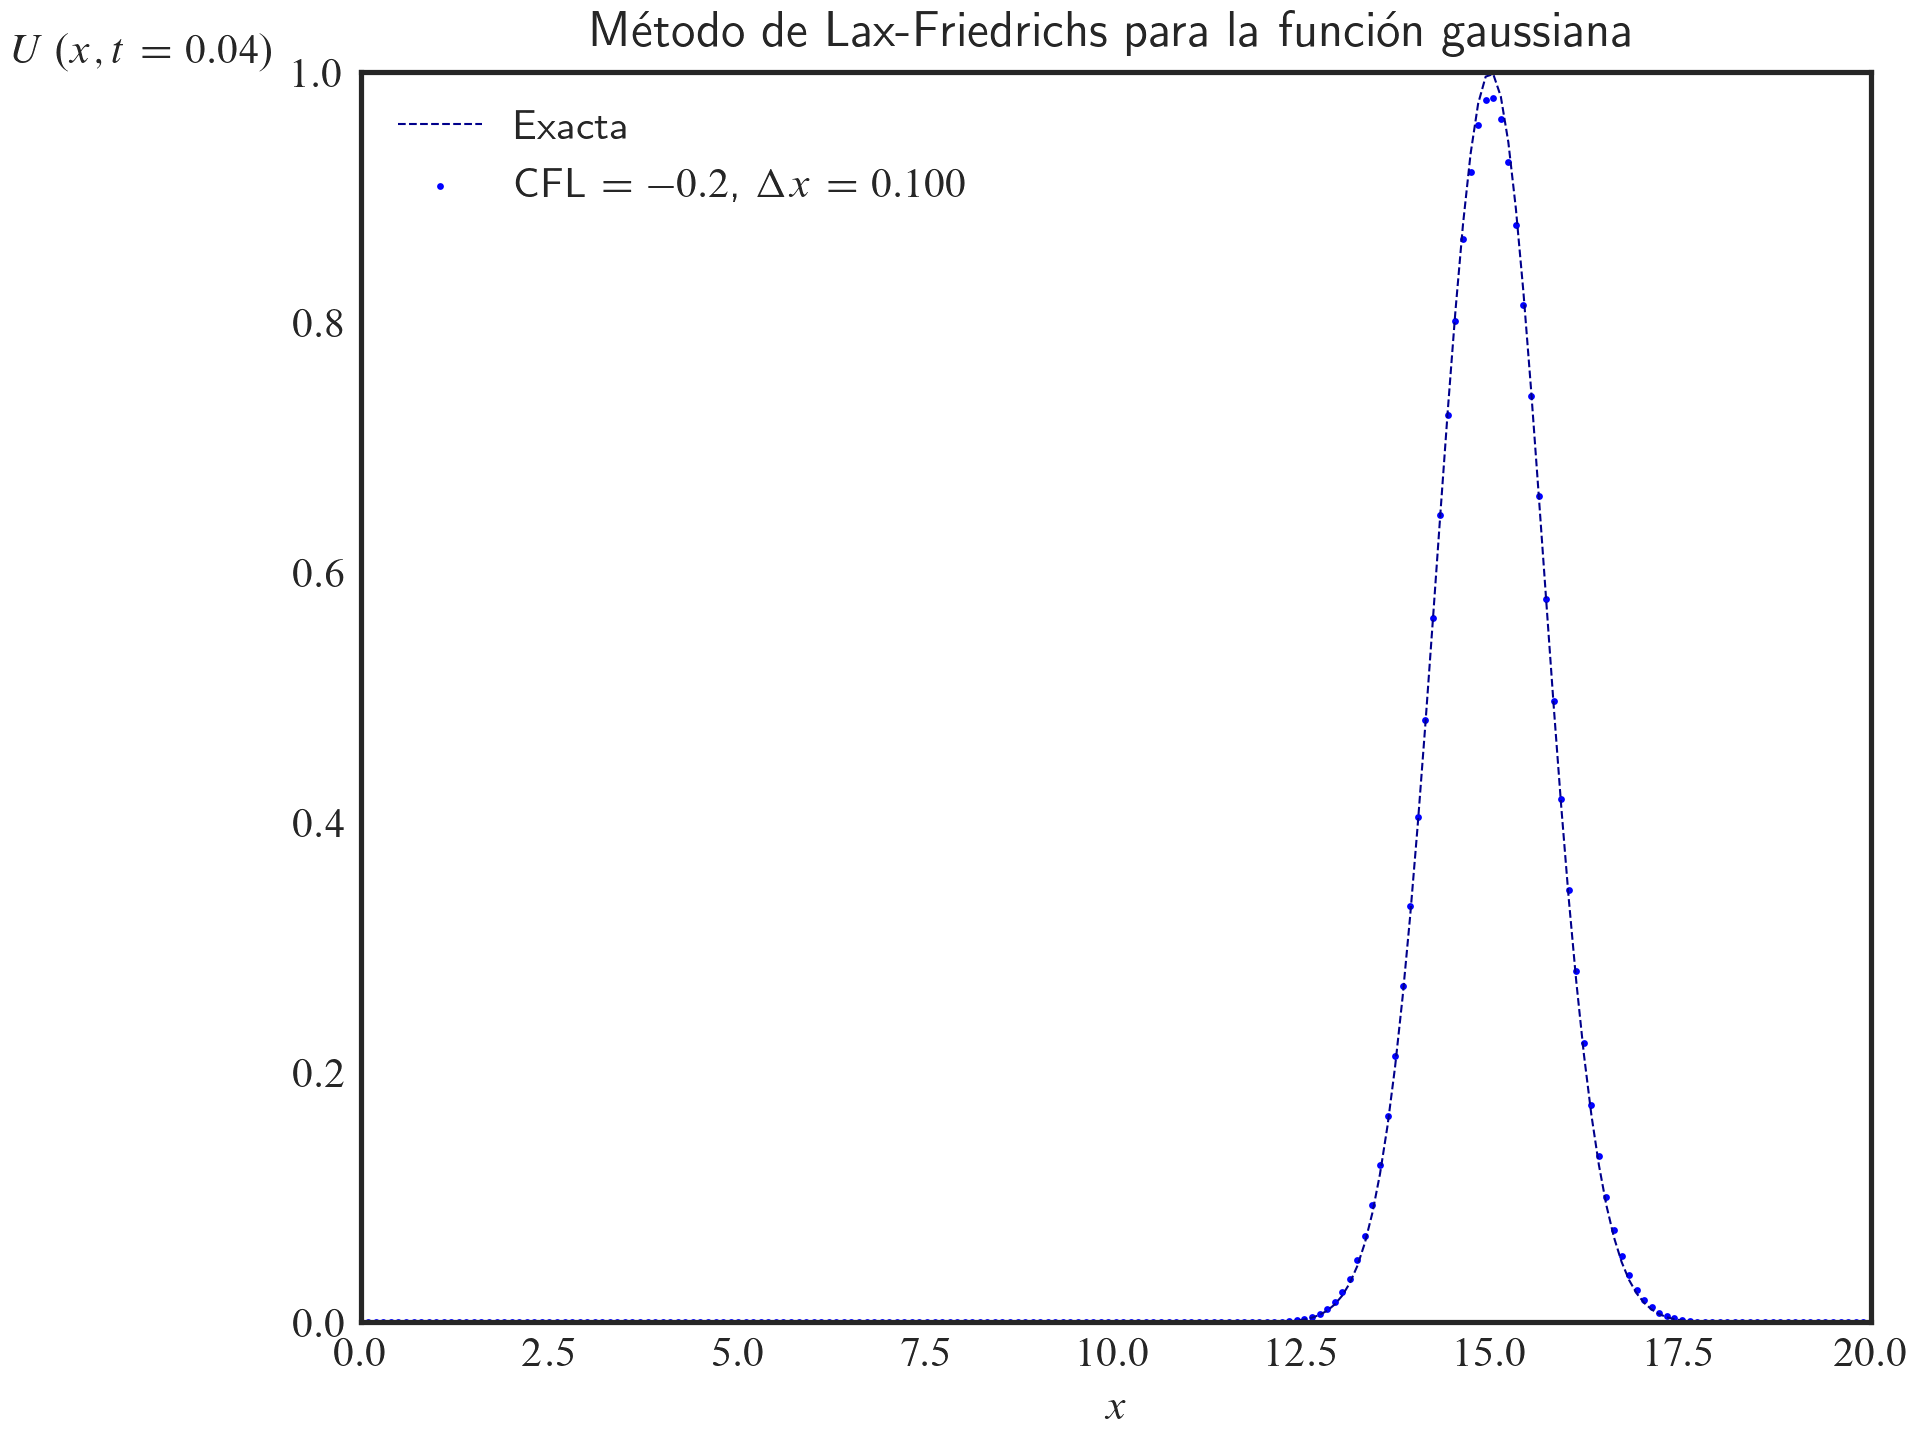 Método de Lax-Friedrichs para la función gaussiana
U (x, t = 0.04)
1.0
Exacta
CFL = −0.2, Δx = 0.100
0.8
0.6
0.4
0.2
0.0
0.0 2.5 5.0 7.5 10.0 12.5 15.0 17.5 20.0
x